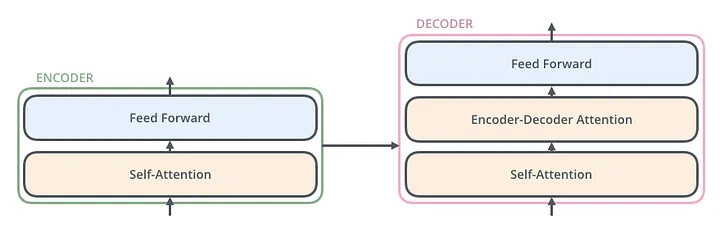 ENCODER
Feed Forward
Self-Attention
DECODER
Feed Forward
Encoder-Decoder Attention
Self-Attention